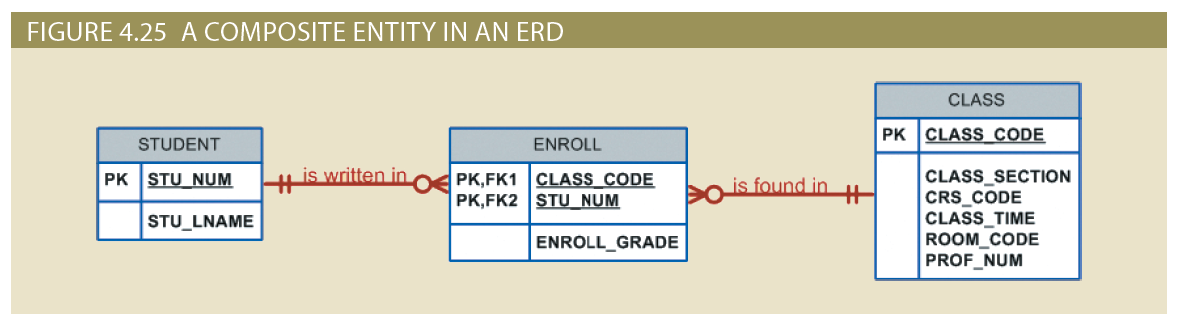 FIGURE 4.25 A COMPOSITE ENTITY IN AN ERD
STUDENT
PK STU_NUM
STU_LNAME
is written in
ENROLL
PK,FK1 CLASS_CODE
PK,FK2 STU_NUM
ENROLL_GRADE
is found in
CLASS
PK CLASS_CODE
CLASS_SECTION
CRS_CODE
CLASS_TIME
ROOM_CODE
PROF_NUM